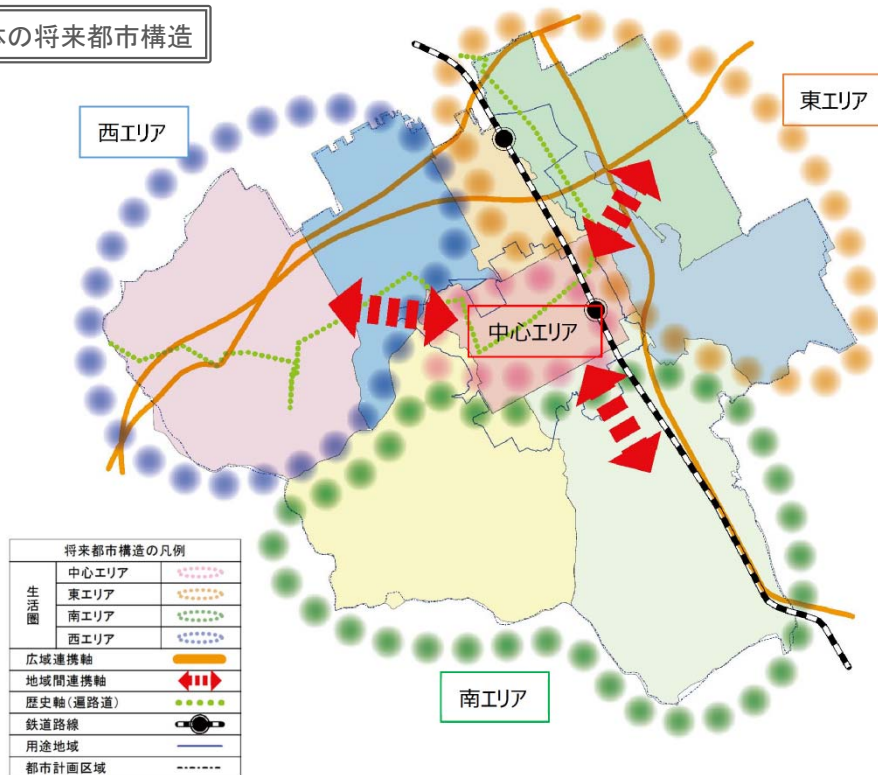 体の将来都市構造
西エリア
東エリア
中心エリア
南エリア
将来都市構造の凡例
生活圏
中心エリア
東エリア
南エリア
西エリア
広域連携軸
地域間連携軸
歴史軸(遍路道)
鉄道路線
用途地域
都市計画区域